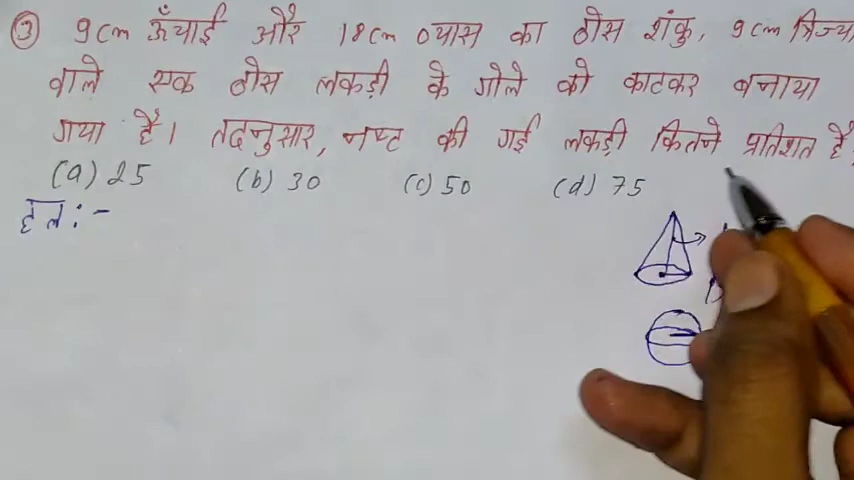 ③ 9cm ऊँचाई और 18cm व्यास का ठोस शंकु, 9cm त्रिज्या
वाले एक ठोस लकड़ी के गोले को काटकर बनाया
गया है। तदनुसार, नष्ट की गई लकड़ी कितने प्रतिशत है
(a) 25 (b) 30 (c) 50 (d) 75
हल :-